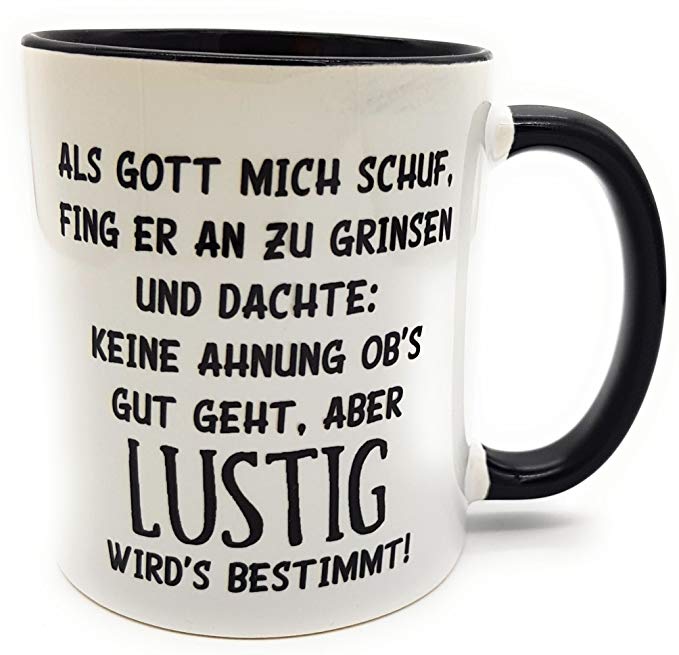 ALS GOTT MICH SCHUF,
FING ER AN ZU GRINSEN
UND DACHTE:
KEINE AHNUNG OB'S
GUT GEHT, ABER
LUSTIG
WIRD'S BESTIMMT!